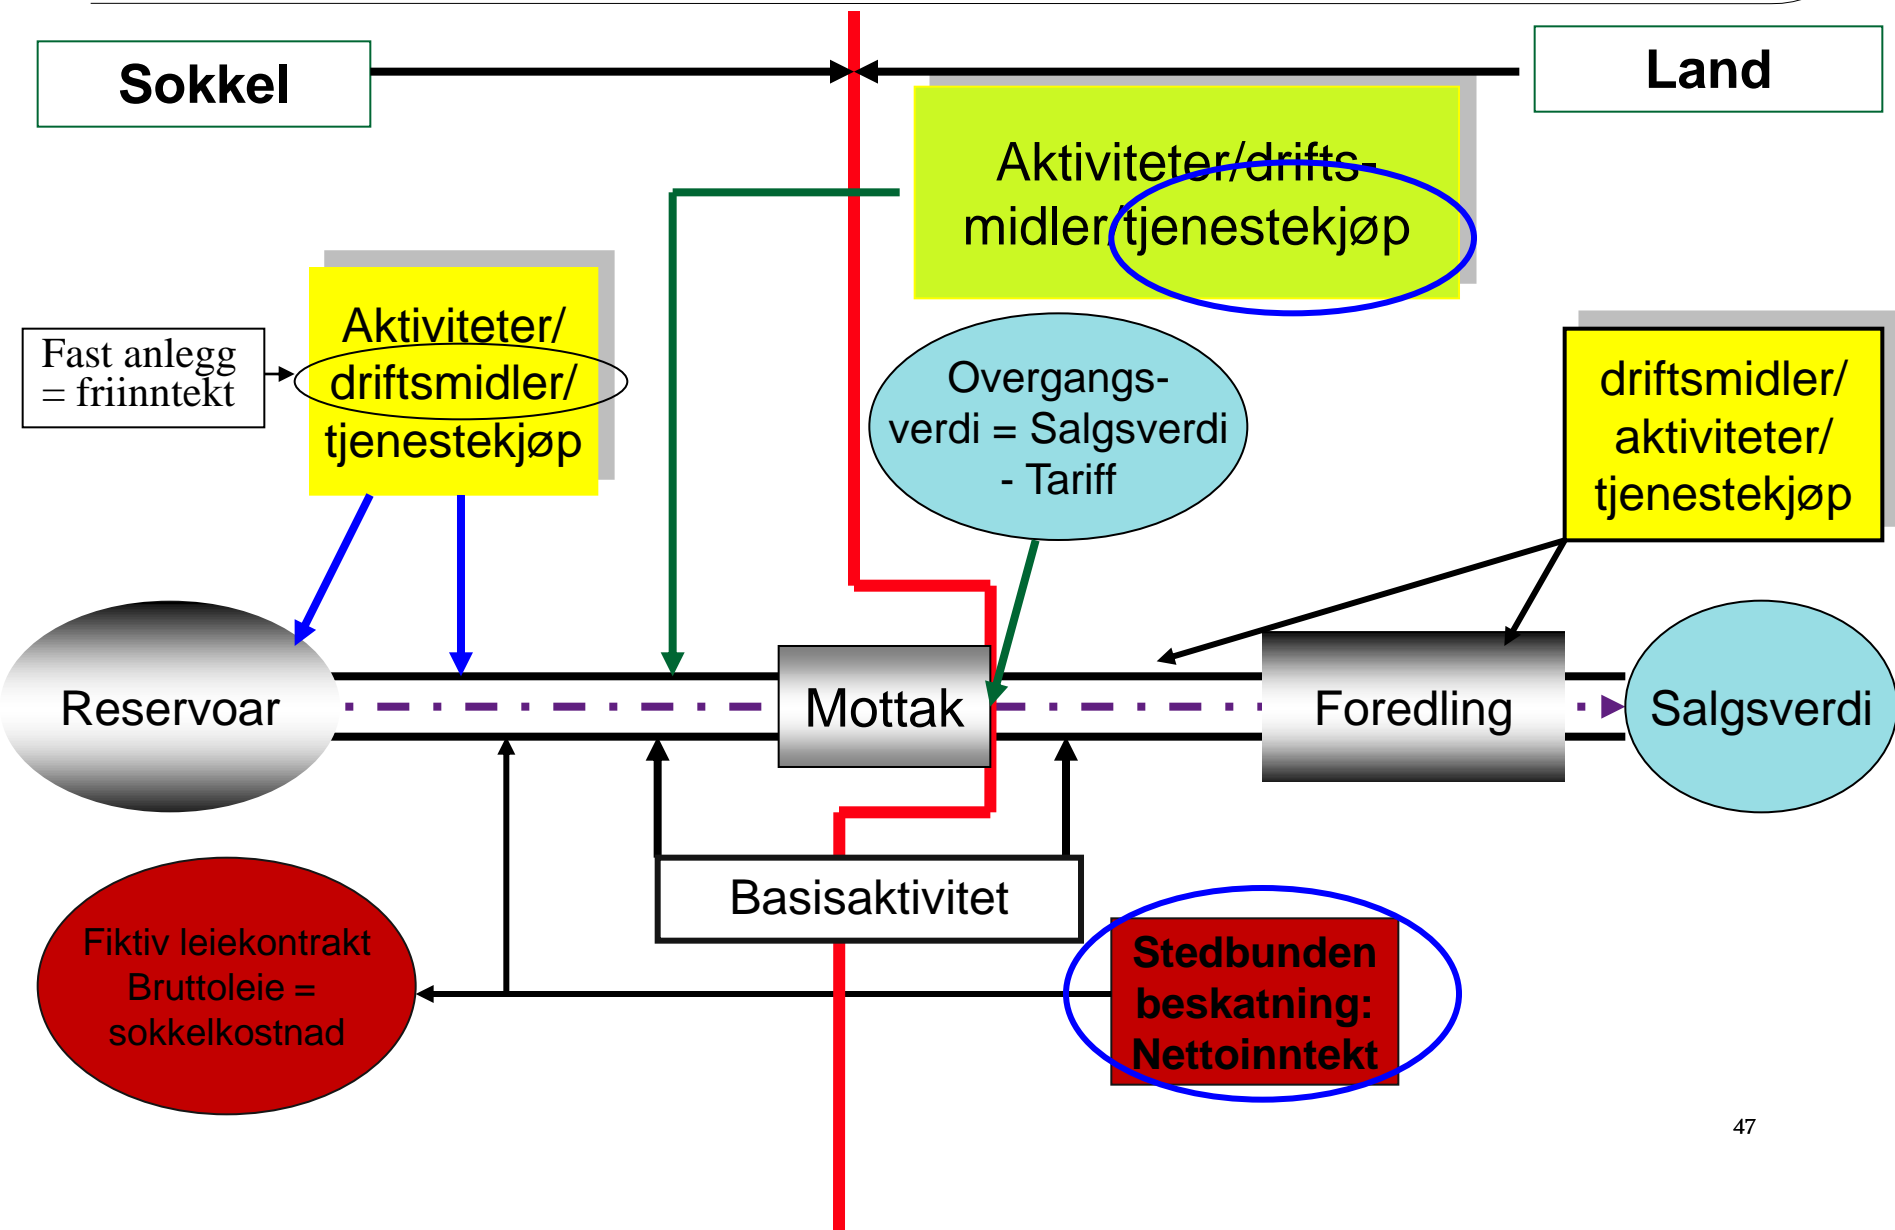 Sokkel
Land
Aktiviteter/drifts-
midler/tjenestekjøp
Aktiviteter/
driftsmidler/
tjenestekjøp
Fast anlegg
= friinntekt
Overgangs-
verdi = Salgsverdi
- Tariff
driftsmidler/
aktiviteter/
tjenestekjøp
Reservoar
Mottak
Foredling
Salgsverdi
Basisaktivitet
Fiktiv leiekontrakt
Bruttoleie =
sokkelkostnad
Stedbunden
beskatning:
Nettoinntekt
47